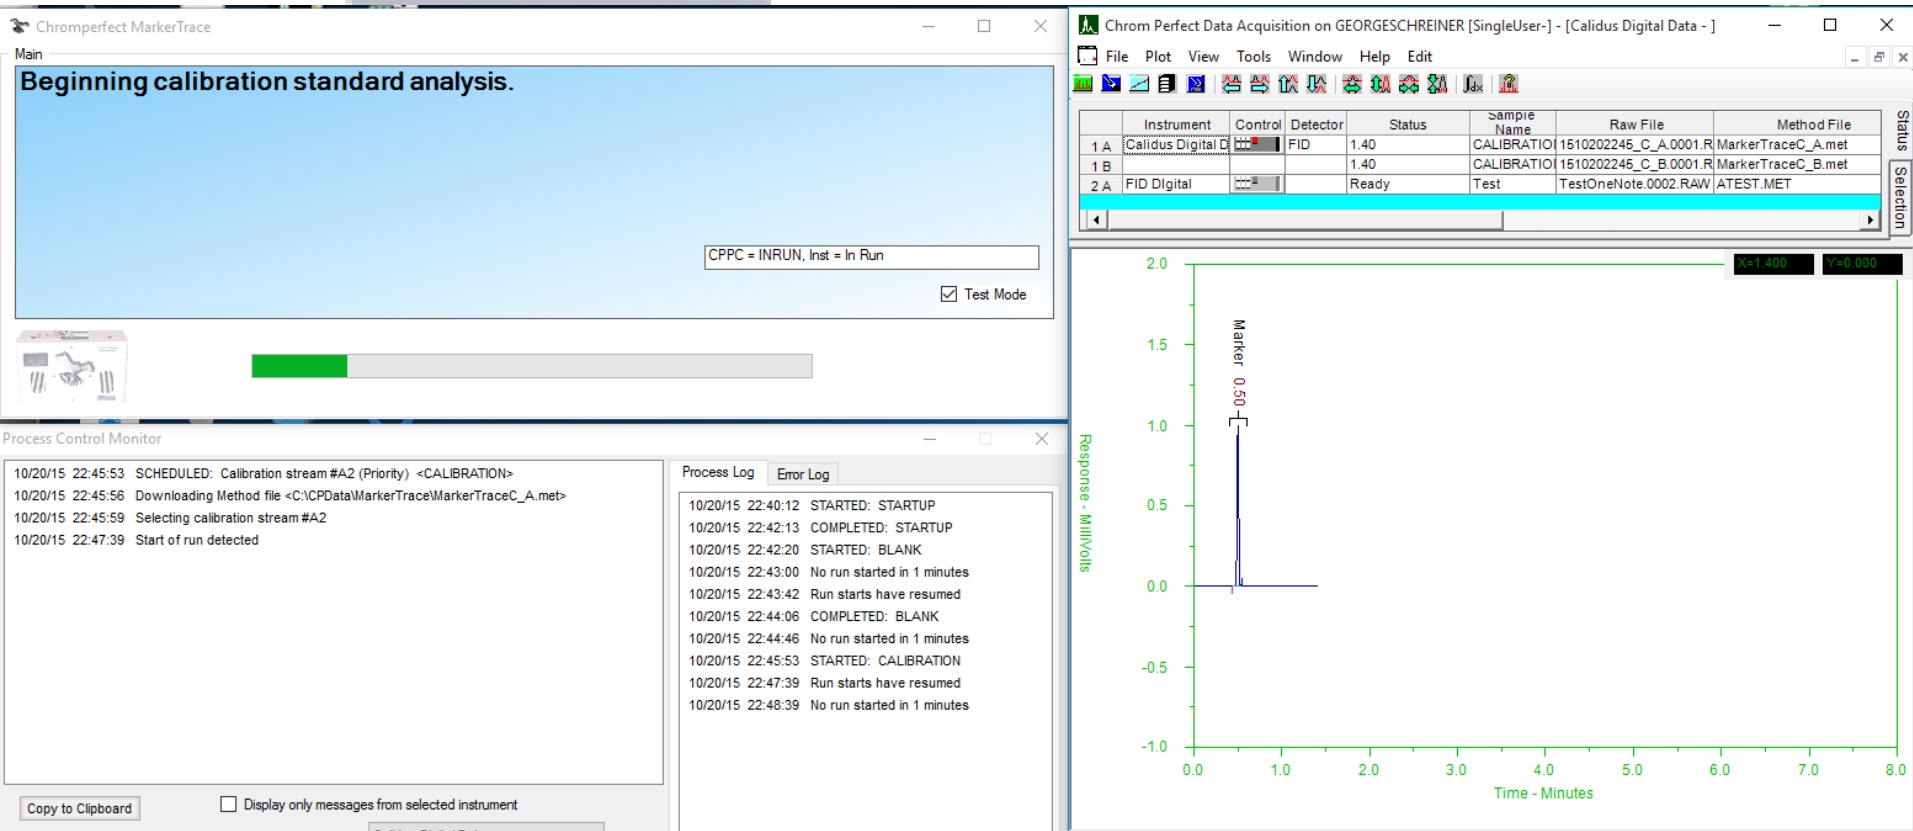 Chromperfect MarkerTrace
Main
Beginning calibration standard analysis.
CPPC = INRUN, Inst = In Run
Test Mode
Process Control Monitor
10/20/15 22:45:53 SCHEDULED: Calibration stream #A2 (Priority) <CALIBRATION>
10/20/15 22:45:56 Downloading Method file <C:\CPData\MarkerTrace\MarkerTraceC_A.met>
10/20/15 22:45:59 Selecting calibration stream #A2
10/20/15 22:47:39 Start of run detected
Copy to Clipboard
Display only messages from selected instrument
Process Log Error Log
10/20/15 22:40:12 STARTED: STARTUP
10/20/15 22:42:13 COMPLETED: STARTUP
10/20/15 22:42:20 STARTED: BLANK
10/20/15 22:43:00 No run started in 1 minutes
10/20/15 22:43:42 Run starts have resumed
10/20/15 22:44:06 COMPLETED: BLANK
10/20/15 22:44:46 No run started in 1 minutes
10/20/15 22:45:53 STARTED: CALIBRATION
10/20/15 22:47:39 Run starts have resumed
10/20/15 22:48:39 No run started in 1 minutes
Chrom Perfect Data Acquisition on GEORGESCHREINER [SingleUser-] - [Calidus Digital Data - ]
File Plot View Tools Window Help Edit
Instrument Control Detector Status Sample Name Raw File Method File
1 A Calidus Digital D FID 1.40 CALIBRATIO 1510202245_C_A.0001.R MarkerTraceC_A.met
1 B 1.40 CALIBRATIO 1510202245_C_B.0001.R MarkerTraceC_B.met
2 A FID DIgital Ready Test TestOneNote.0002.RAW ATEST.MET
Status
Selection
X=1.400 Y=0.000
2.0
1.5
1.0
0.5
0.0
-0.5
-1.0
Response - MilliVolts
Marker 0.50
0.0 1.0 2.0 3.0 4.0 5.0 6.0 7.0 8.0
Time - Minutes